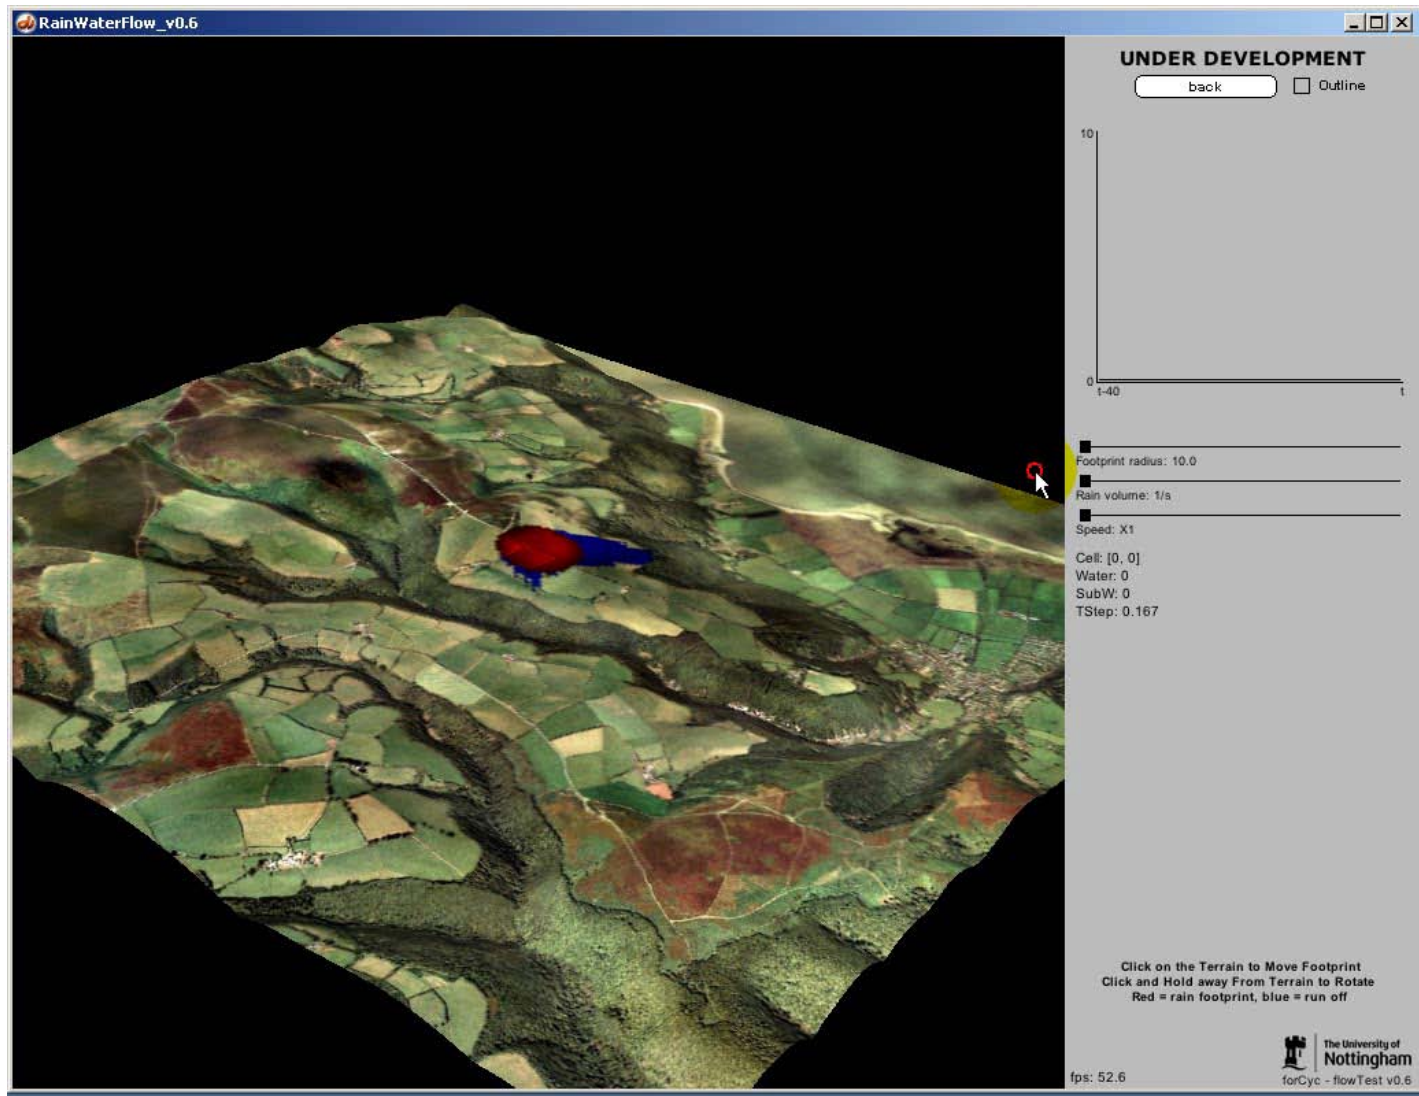 RainWaterFlow_v0.6
UNDER DEVELOPMENT
back
Outline
10
0
t-40
t
Footprint radius: 10.0
Rain volume: 1/s
Speed: X1
Cell: [0, 0]
Water: 0
SubW: 0
TStep: 0.167
Click on the Terrain to Move Footprint
Click and Hold away From Terrain to Rotate
Red = rain footprint, blue = run off
The University of
Nottingham
fps: 52.6
forCyc - flowTest v0.6